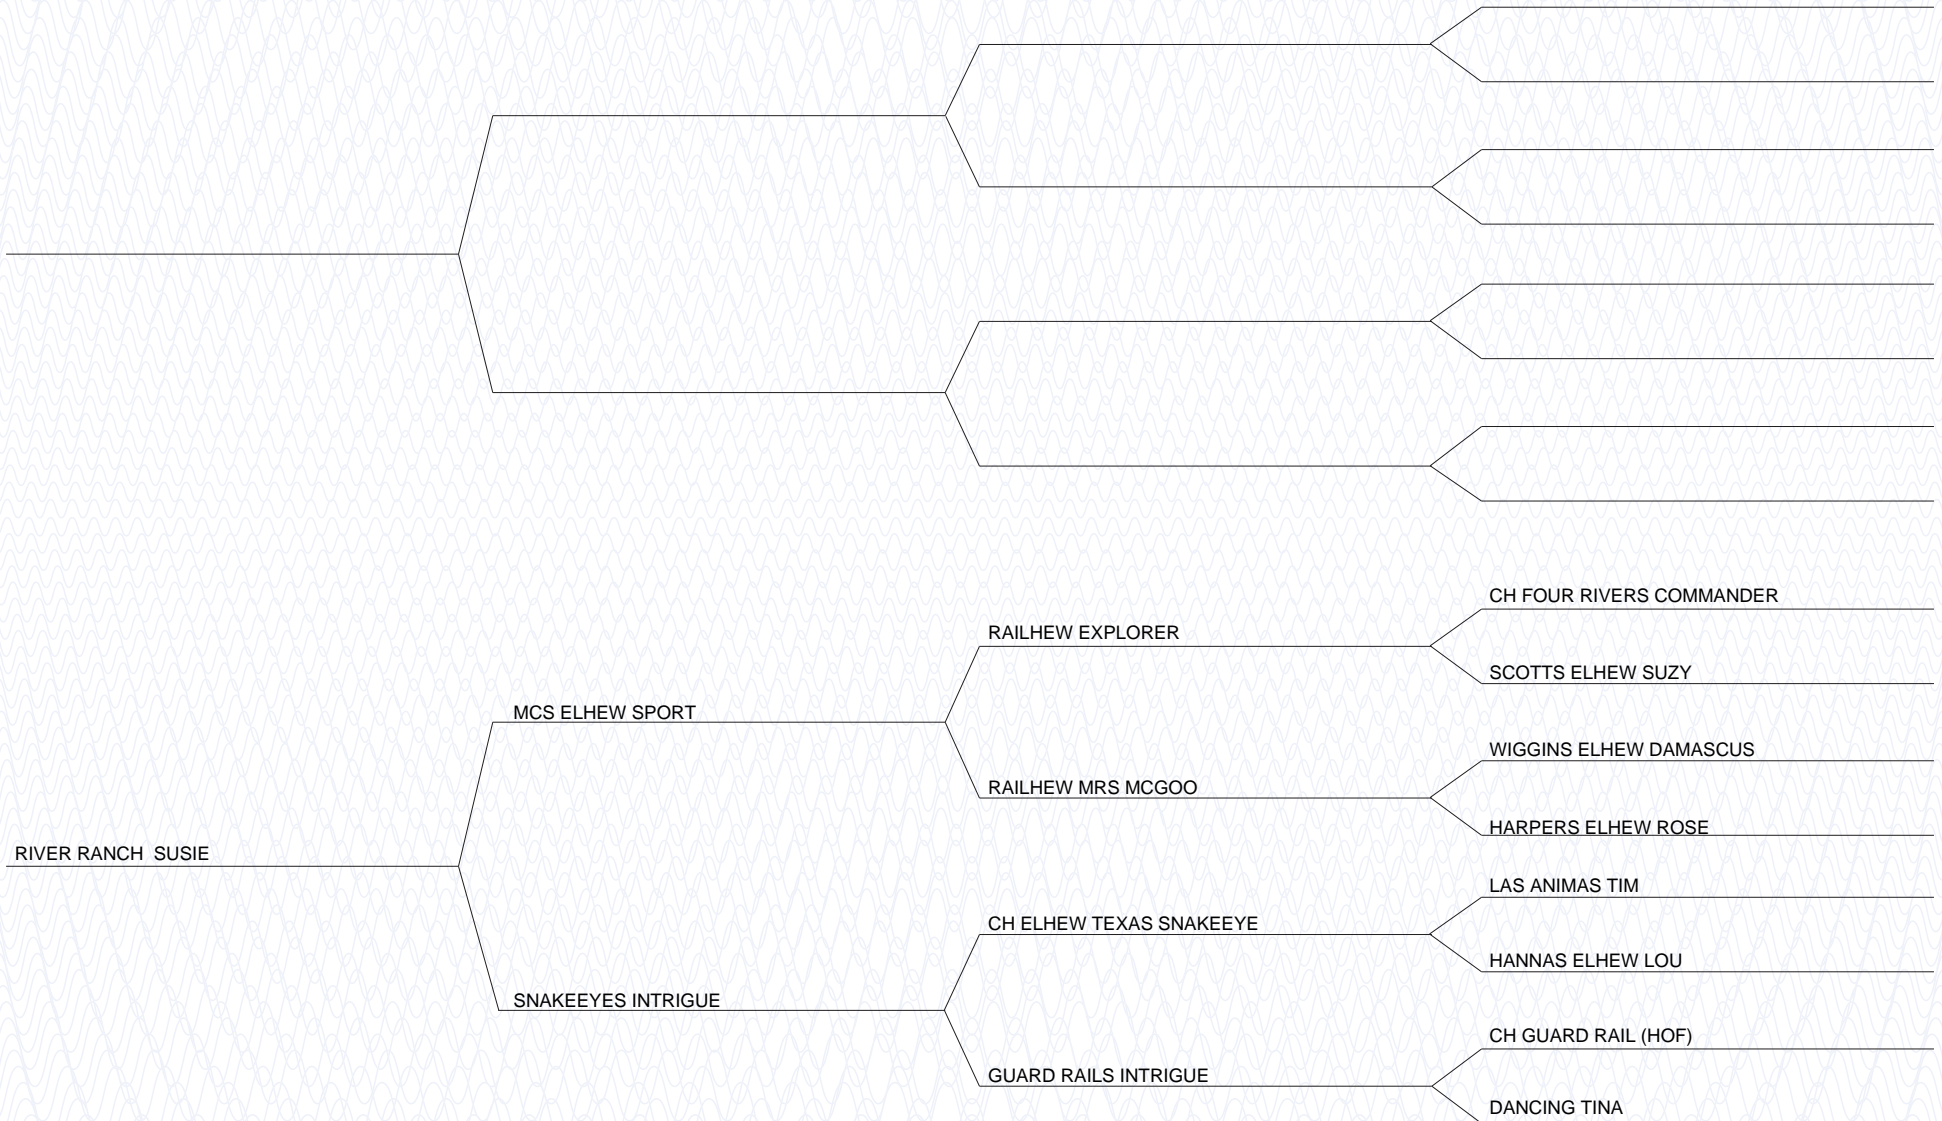 CH FOUR RIVERS COMMANDER
RAILHEW EXPLORER
SCOTTS ELHEW SUZY
MCS ELHEW SPORT
WIGGINS ELHEW DAMASCUS
RAILHEW MRS MCGOO
HARPERS ELHEW ROSE
RIVER RANCH  SUSIE
LAS ANIMAS TIM
CH ELHEW TEXAS SNAKEEYE
HANNAS ELHEW LOU
SNAKEEYES INTRIGUE
CH GUARD RAIL (HOF)
GUARD RAILS INTRIGUE
DANCING TINA